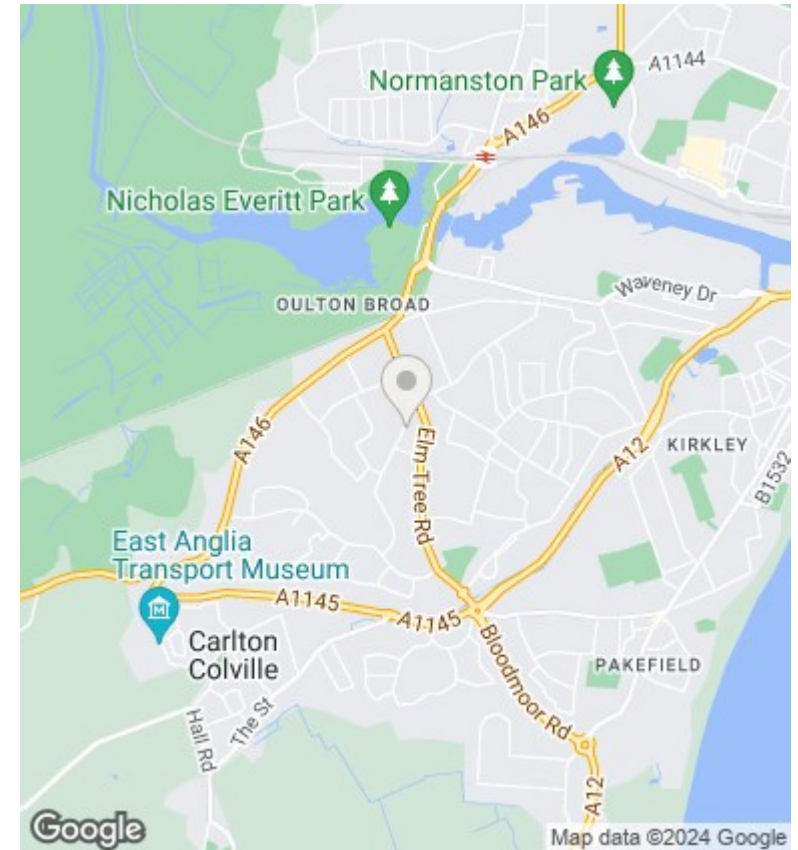 Normanston Park
A1144
A146
Nicholas Everitt Park
Waveney Dr
OULTON BROAD
A146
Elm Tree Rd
A12
KIRKLEY
B1532
East Anglia
Transport Museum
A1145
A1145
Carlton
Colville
Bloodmoor Rd
PAKEFIELD
The St
Hall Rd
A12
Google
Map data ©2024 Google